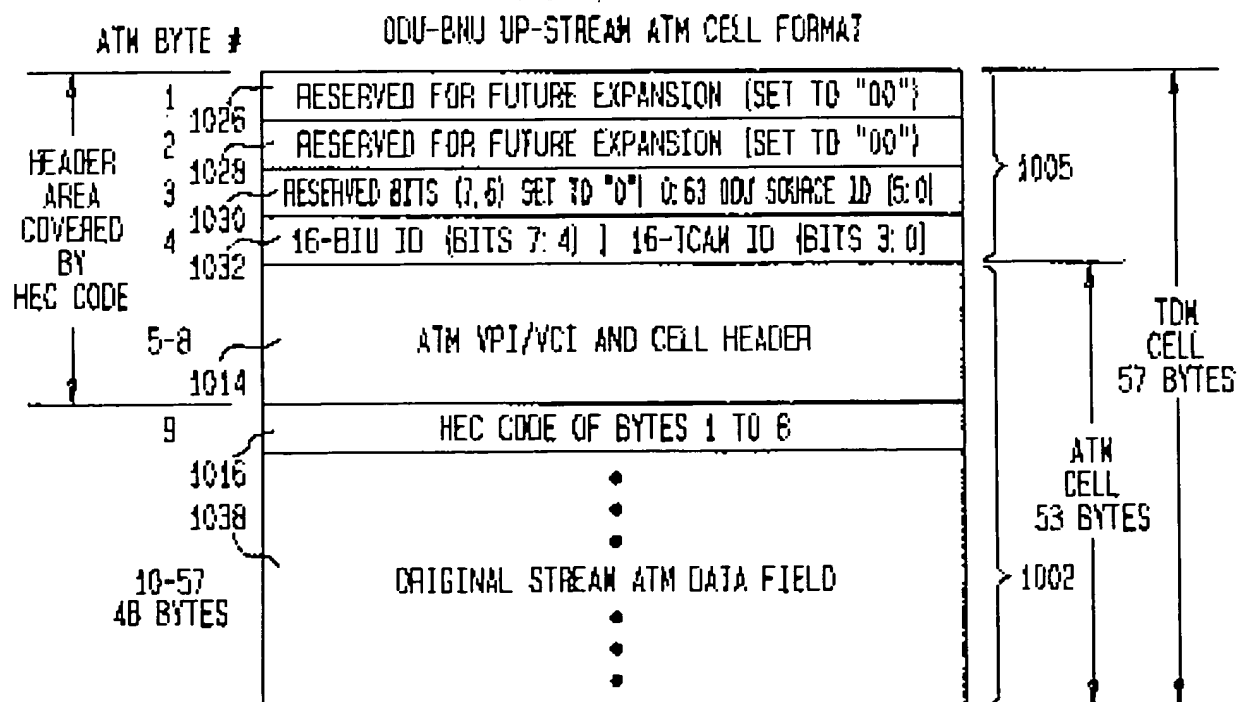 ODU-BNU UP-STREAM ATM CELL FORMAT
ATM BYTE #
1 RESERVED FOR FUTURE EXPANSION (SET TO "00")
1026
2 RESERVED FOR FUTURE EXPANSION (SET TO "00")
1028
3 RESERVED BITS (7,6) SET TO "0" | 0:63 ODU SOURCE ID (5:0)
1030
4 16-BIU ID (BITS 7:4) | 16-TCAM ID (BITS 3:0)
1032
HEADER
AREA
COVERED
BY
HEC CODE
5-8 ATM VPI/VCI AND CELL HEADER
1014
9 HEC CODE OF BYTES 1 TO 8
1016
1038
10-57
48 BYTES
ORIGINAL STREAM ATM DATA FIELD
1005
1002
ATM
CELL
53 BYTES
TDM
CELL
57 BYTES